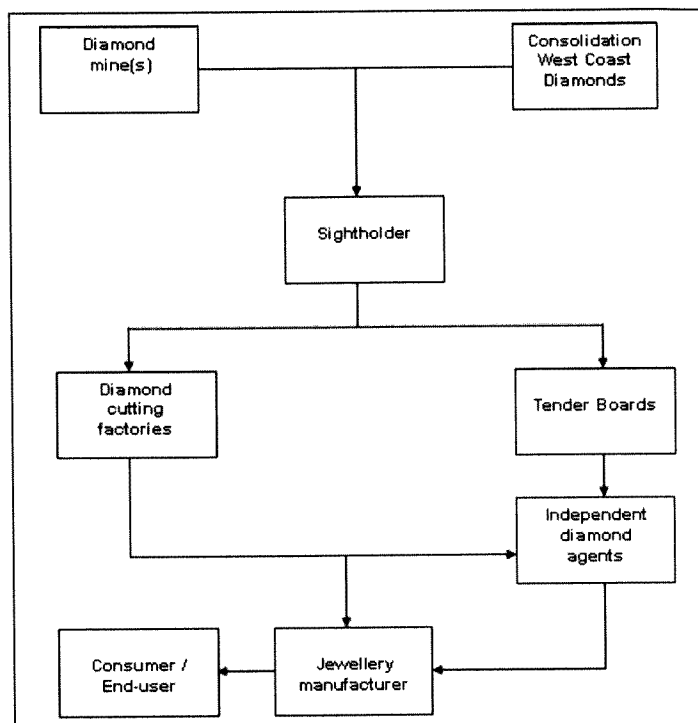 Diamond
mine(s)
Consolidation
West Coast
Diamonds
Sightholder
Diamond
cutting
factories
Tender Boards
Independent
diamond
agents
Consumer /
End-user
Jewellery
manufacturer